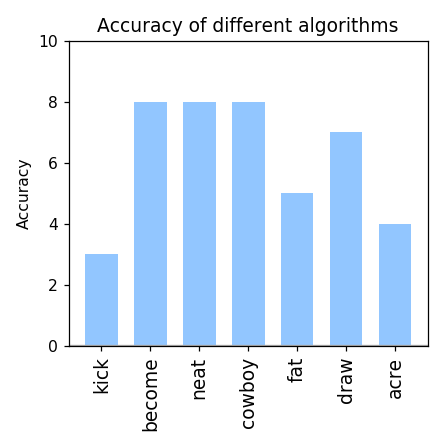 Accuracy of different algorithms
10
8
6
4
2
0
Accuracy
kick
become
neat
cowboy
fat
draw
acre